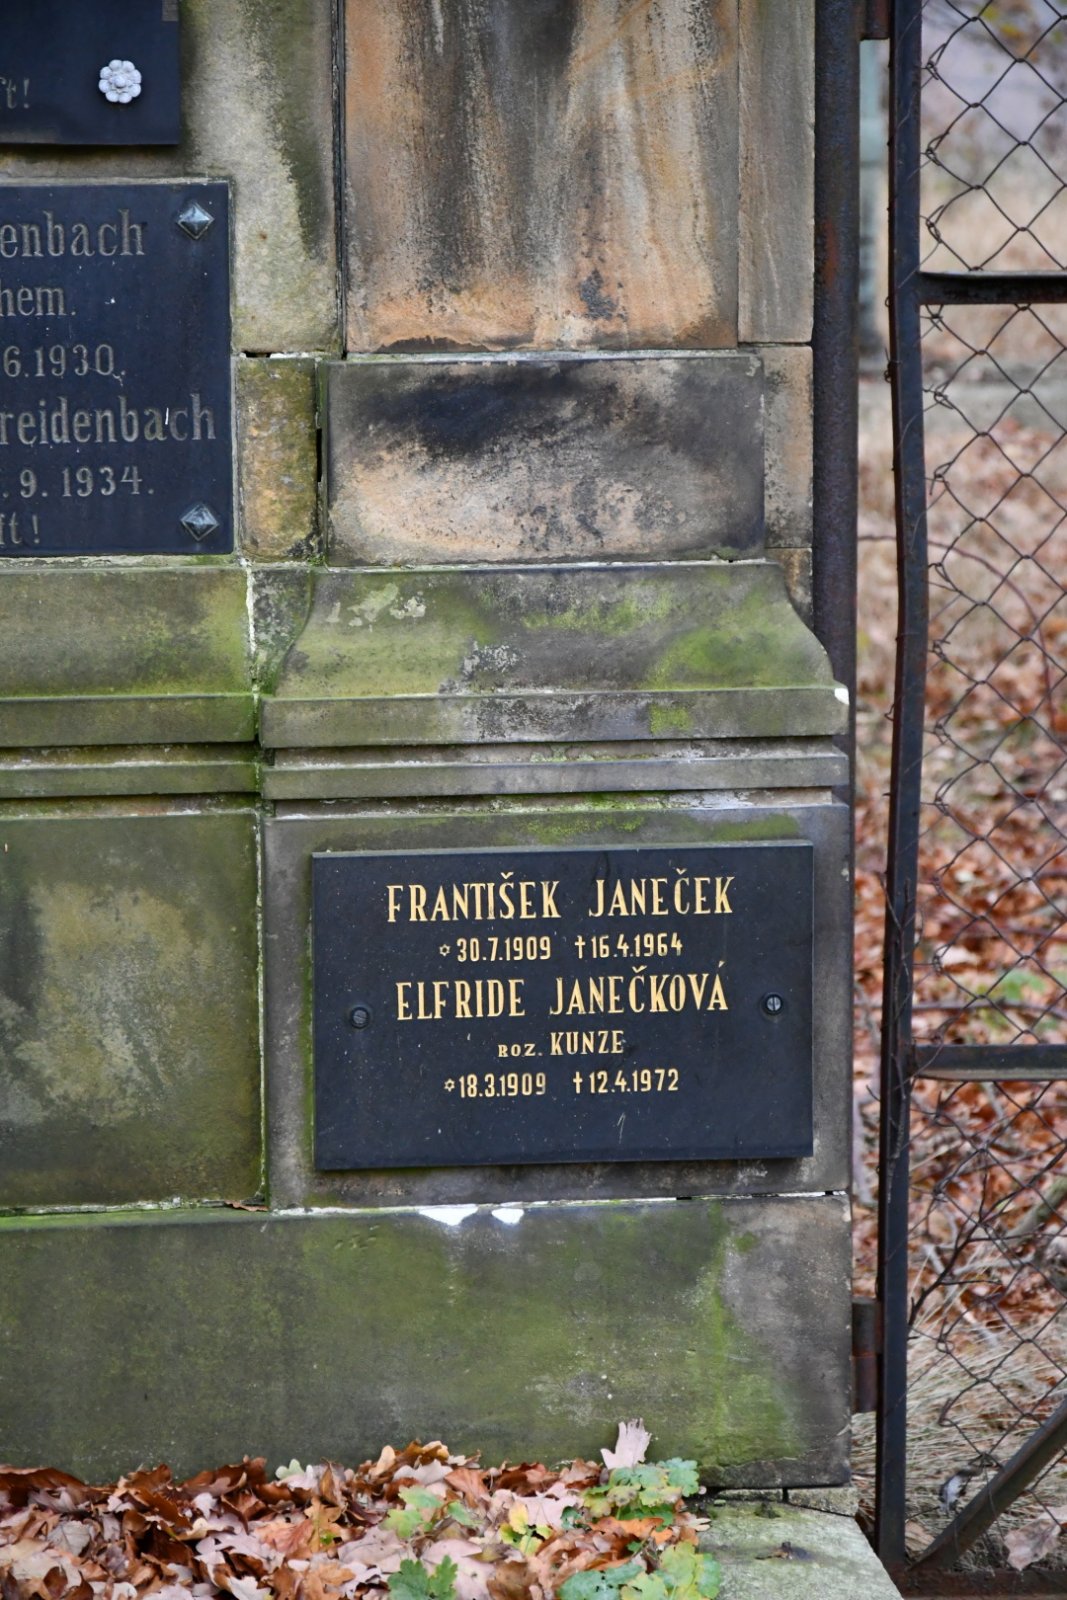 ft!
enbach
hem.
6.1930.
reidenbach
.9.1934.
ft!
FRANTIŠEK JANEČEK
✡30.7.1909 †16.4.1964
ELFRIDE JANEČKOVÁ
ROZ. KUNZE
✡18.3.1909 †12.4.1972